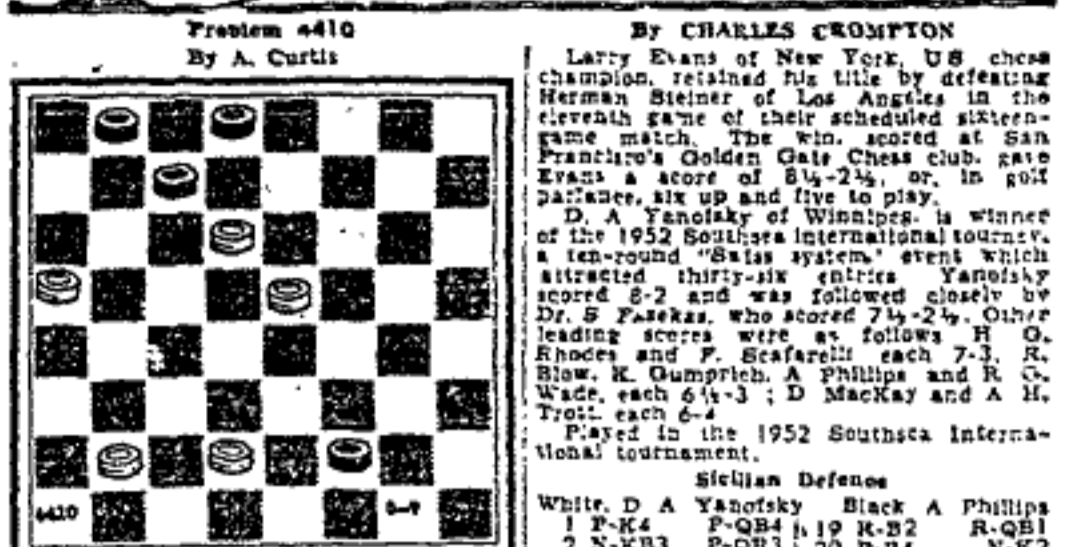 Problem 4410
By A. Curtis
4410
By CHARLES CROMPTON
Larry Evans of New York, US chess
champion, retained his title by defeating
Herman Steiner of Los Angeles in the
eleventh game of their scheduled sixteen-
game match. The win, scored at San
Francisco's Golden Gate Chess club, gave
Evans a score of 8½-2½, or, in golf
parlance, six up and five to play.
D. A Yanofsky of Winnipeg, is winner
of the 1952 Southsea international tourney,
a ten-round "Swiss system," event which
attracted thirty-six entries Yanofsky
scored 8-2 and was followed closely by
Dr. S Fazekas, who scored 7½-2½. Other
leading scores were as follows H G.
Rhodes and F. Scafarelli each 7-3, R.
Blow, K. Gumprich, A Phillips and R G.
Wade, each 6½-3 ; D MacKay and A H.
Trott, each 6-4
Played in the 1952 Southsea Interna-
tional tournament.
Sicilian Defence
White, D A Yanofsky Black A Phillips
1 P-K4 P-QB4 19 R-B2 R-QB1
2 N-KB3